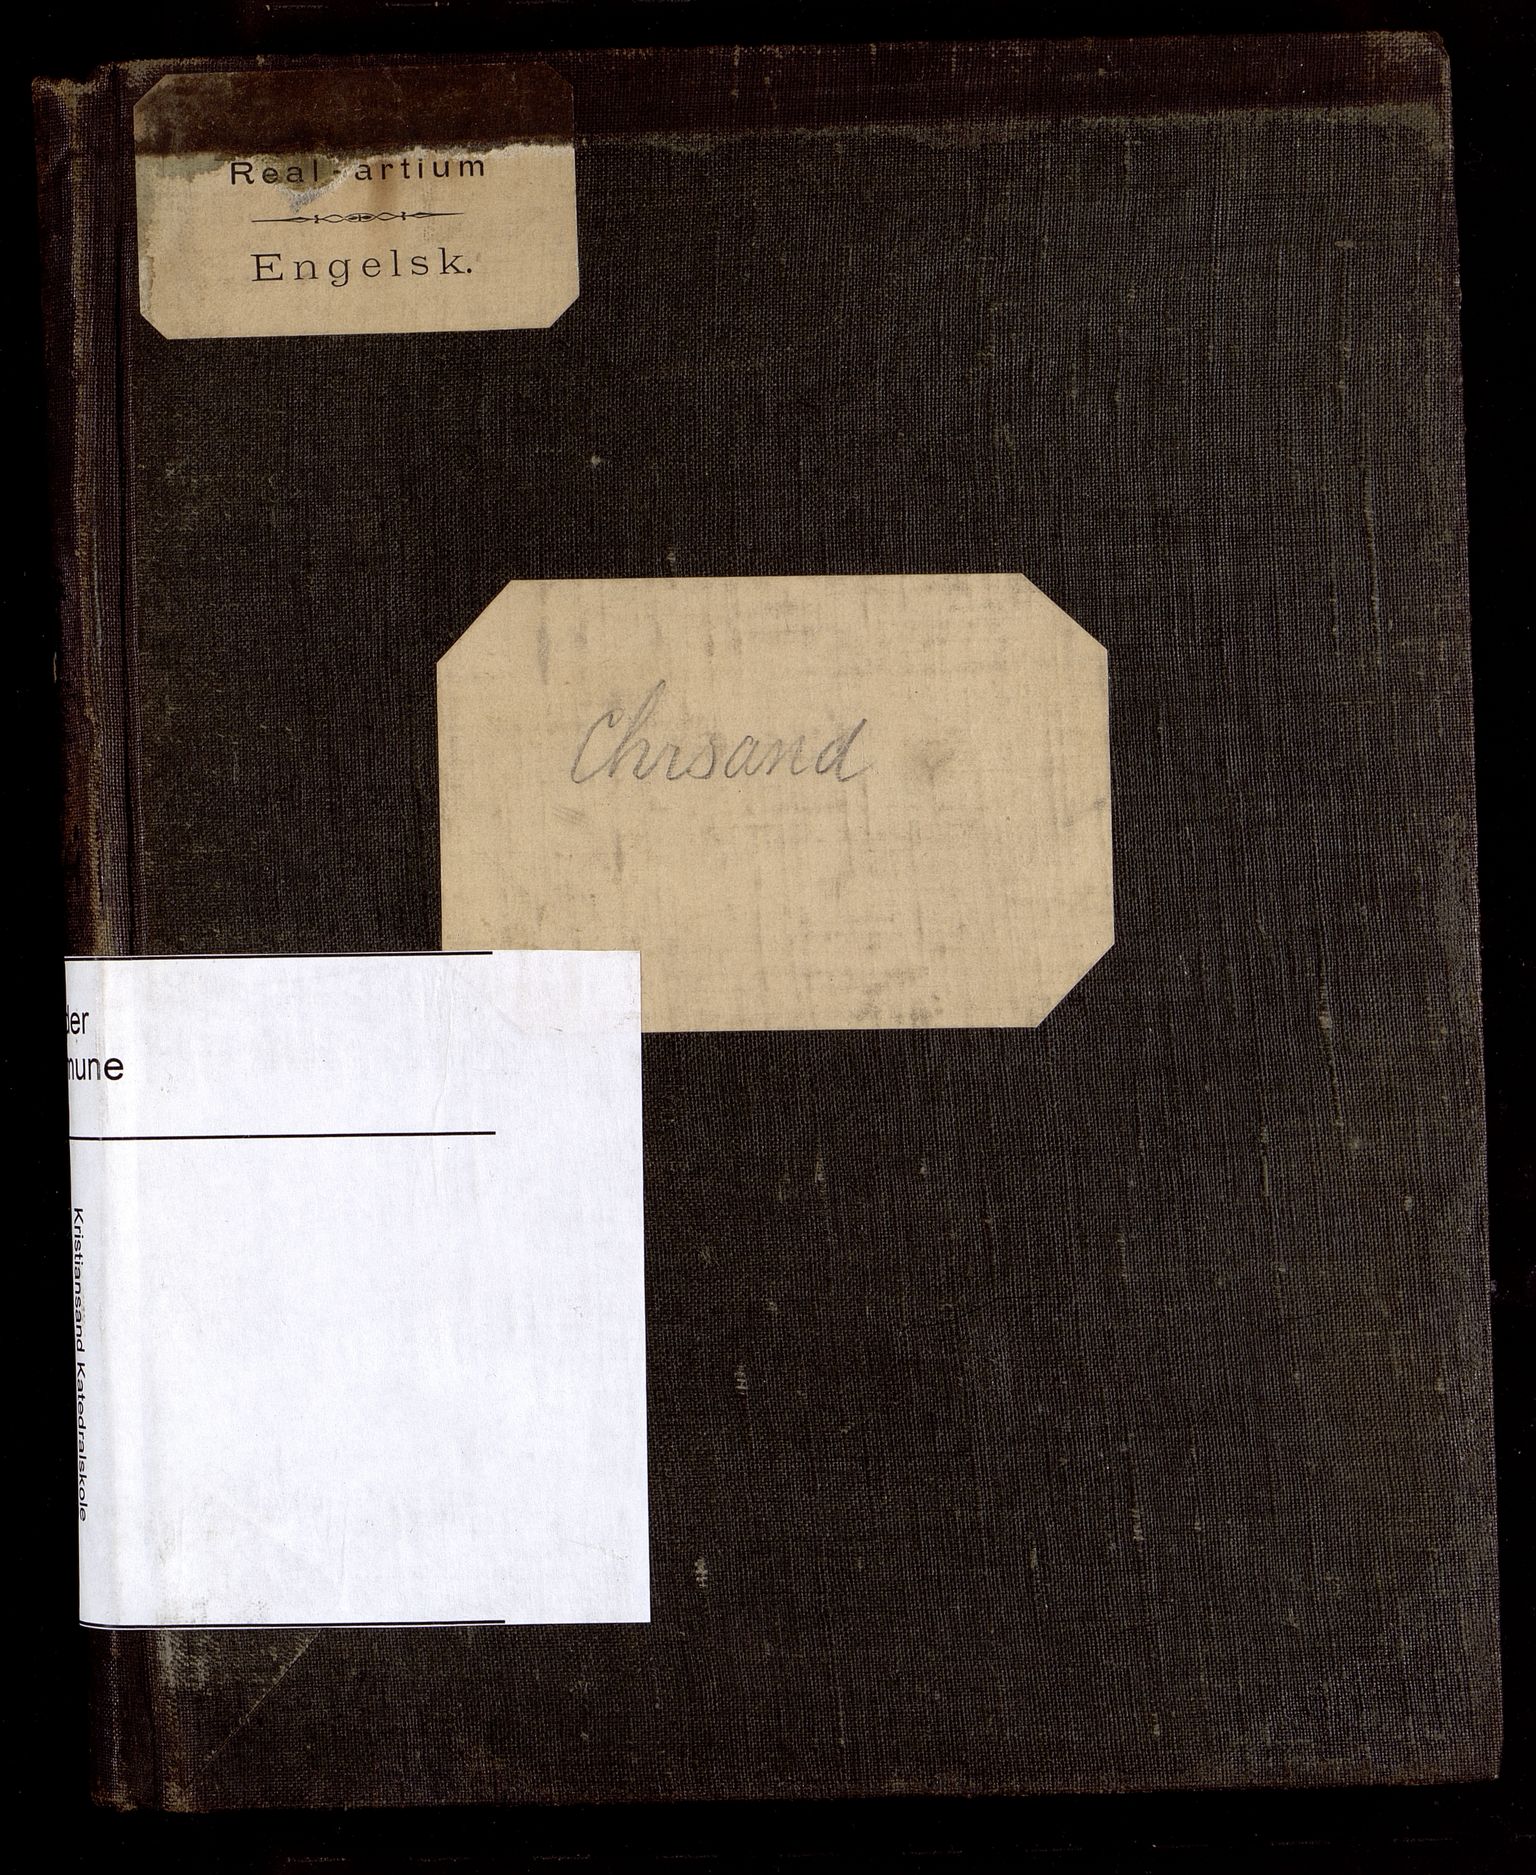 Real-artium
Engelsk.
Chrsand
der
mune
Kristiansand Katedralskole